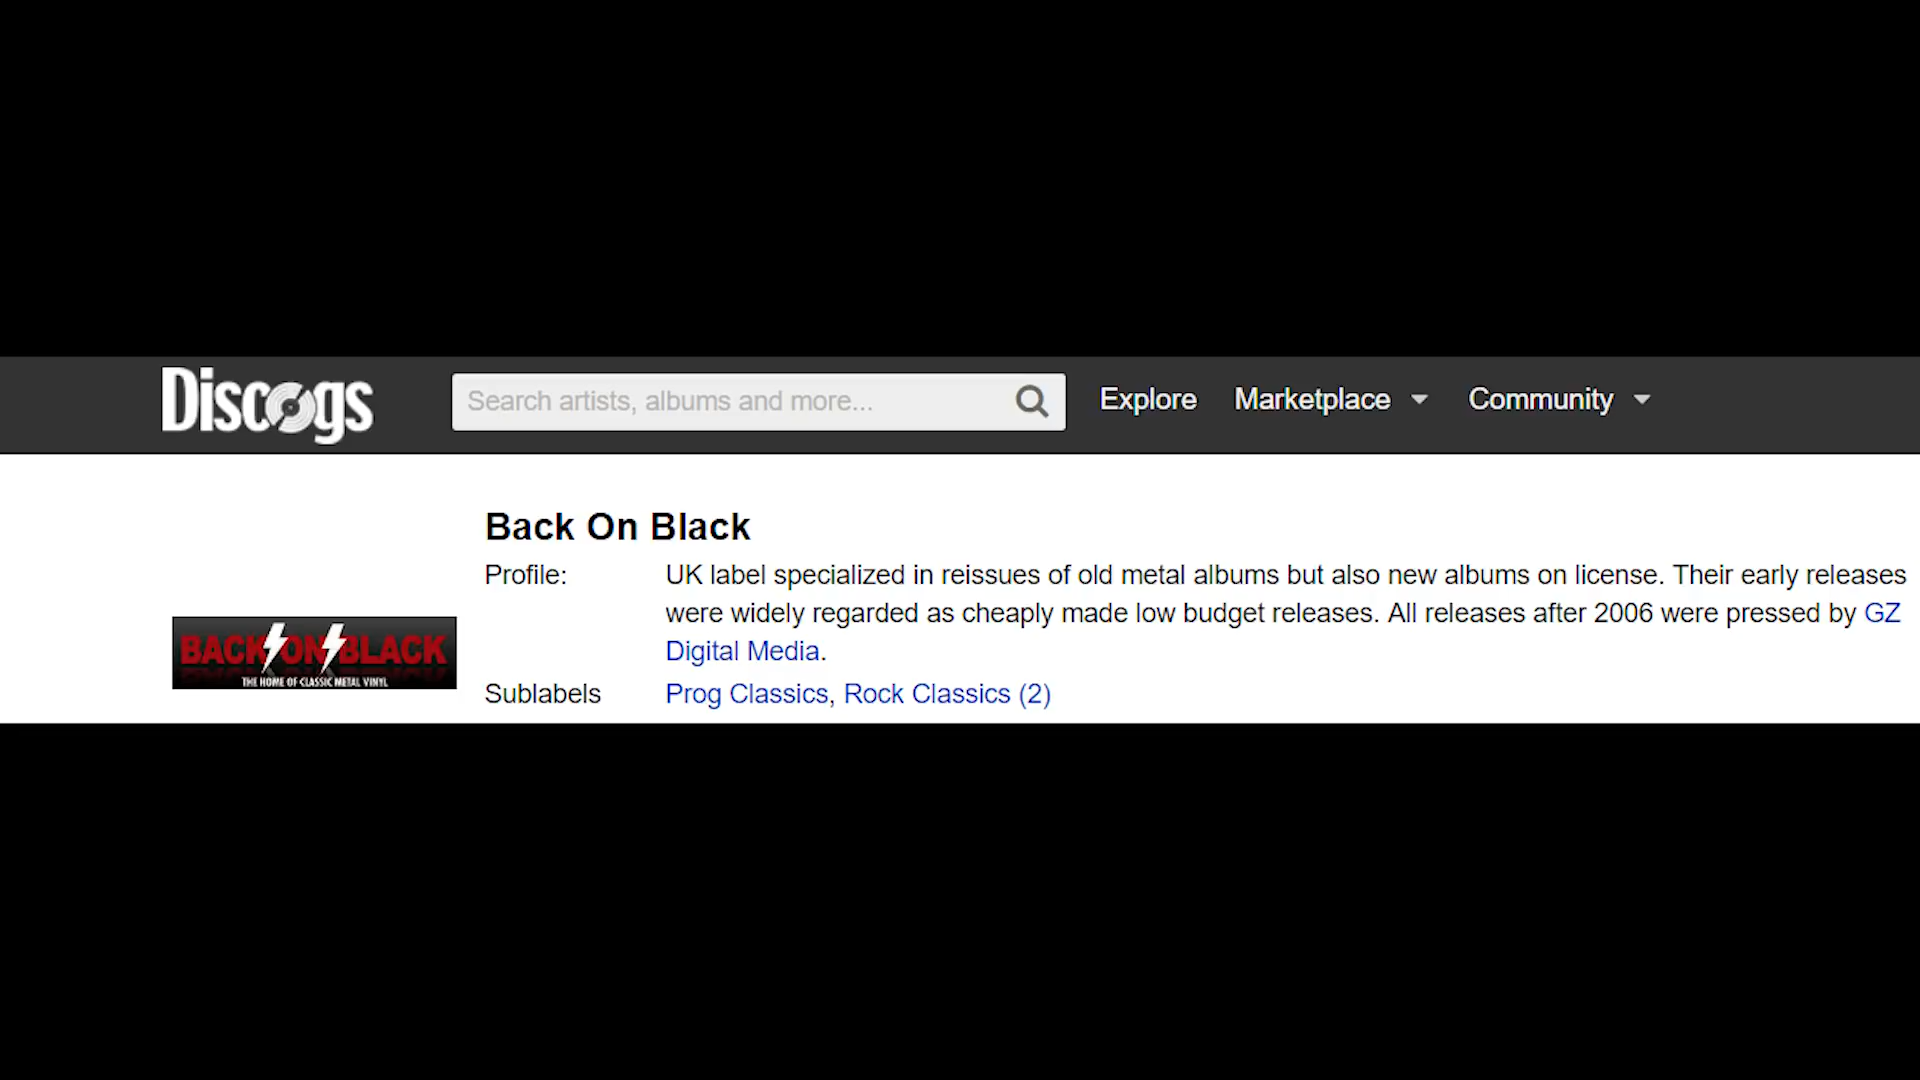 Discogs
Search artists, albums and more...
Explore
Marketplace
Community
Back On Black
Profile:
UK label specialized in reissues of old metal albums but also new albums on license. Their early releases
were widely regarded as cheaply made low budget releases. All releases after 2006 were pressed by GZ
Digital Media.
BACK ON BLACK
THE HOME OF CLASSIC METAL VINYL
Sublabels
Prog Classics, Rock Classics (2)